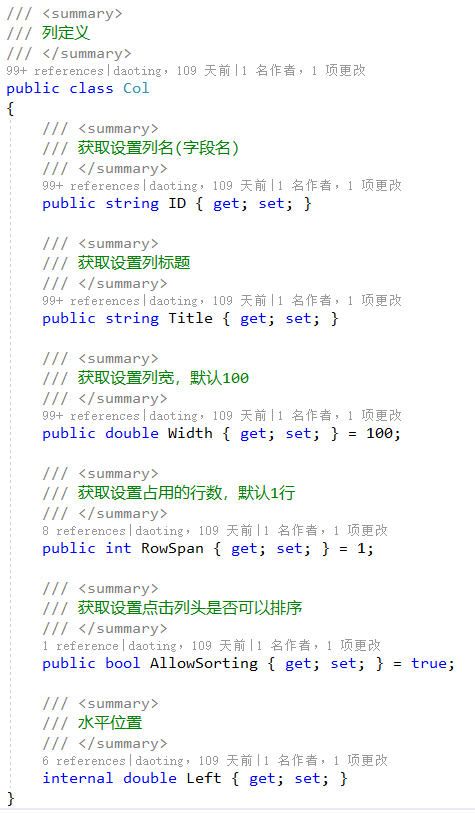 /// <summary>
/// 列定义
/// </summary>
99+ references|daoting，109 天前|1 名作者，1 项更改
public class Col
{
/// <summary>
/// 获取设置列名(字段名)
/// </summary>
99+ references|daoting，109 天前|1 名作者，1 项更改
public string ID { get; set; }
/// <summary>
/// 获取设置列标题
/// </summary>
99+ references|daoting，109 天前|1 名作者，1 项更改
public string Title { get; set; }
/// <summary>
/// 获取设置列宽，默认100
/// </summary>
99+ references|daoting，109 天前|1 名作者，1 项更改
public double Width { get; set; } = 100;
/// <summary>
/// 获取设置占用的行数，默认1行
/// </summary>
8 references|daoting，109 天前|1 名作者，1 项更改
public int RowSpan { get; set; } = 1;
/// <summary>
/// 获取设置点击列头是否可以排序
/// </summary>
1 reference|daoting，109 天前|1 名作者，1 项更改
public bool AllowSorting { get; set; } = true;
/// <summary>
/// 水平位置
/// </summary>
6 references|daoting，109 天前|1 名作者，1 项更改
internal double Left { get; set; }
}